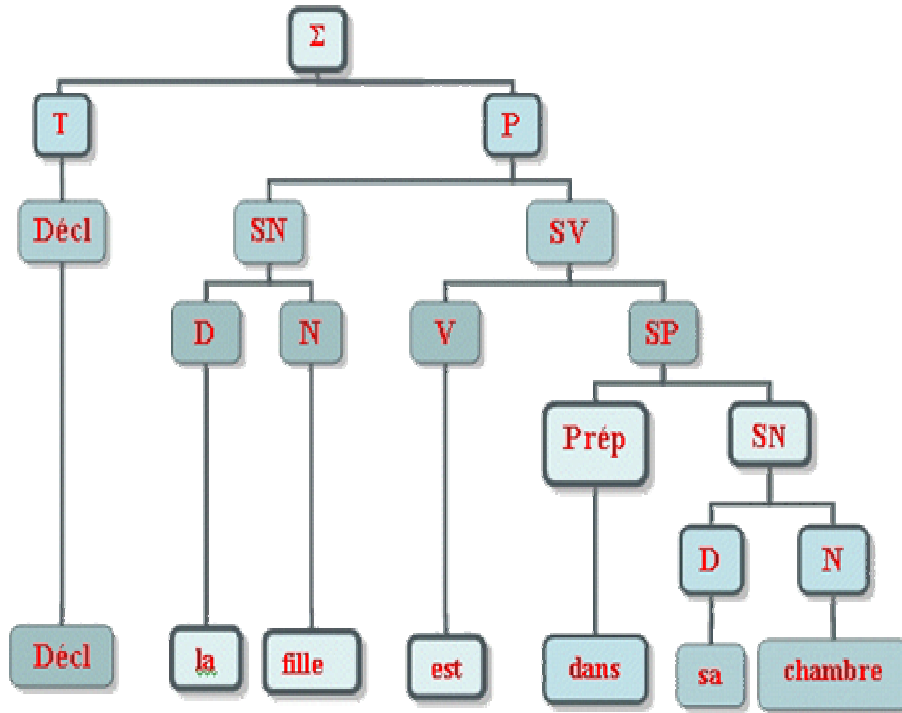 Σ
T P
Décl SN SV
D N V SP
Prép SN
D N
Décl la fille est dans sa chambre